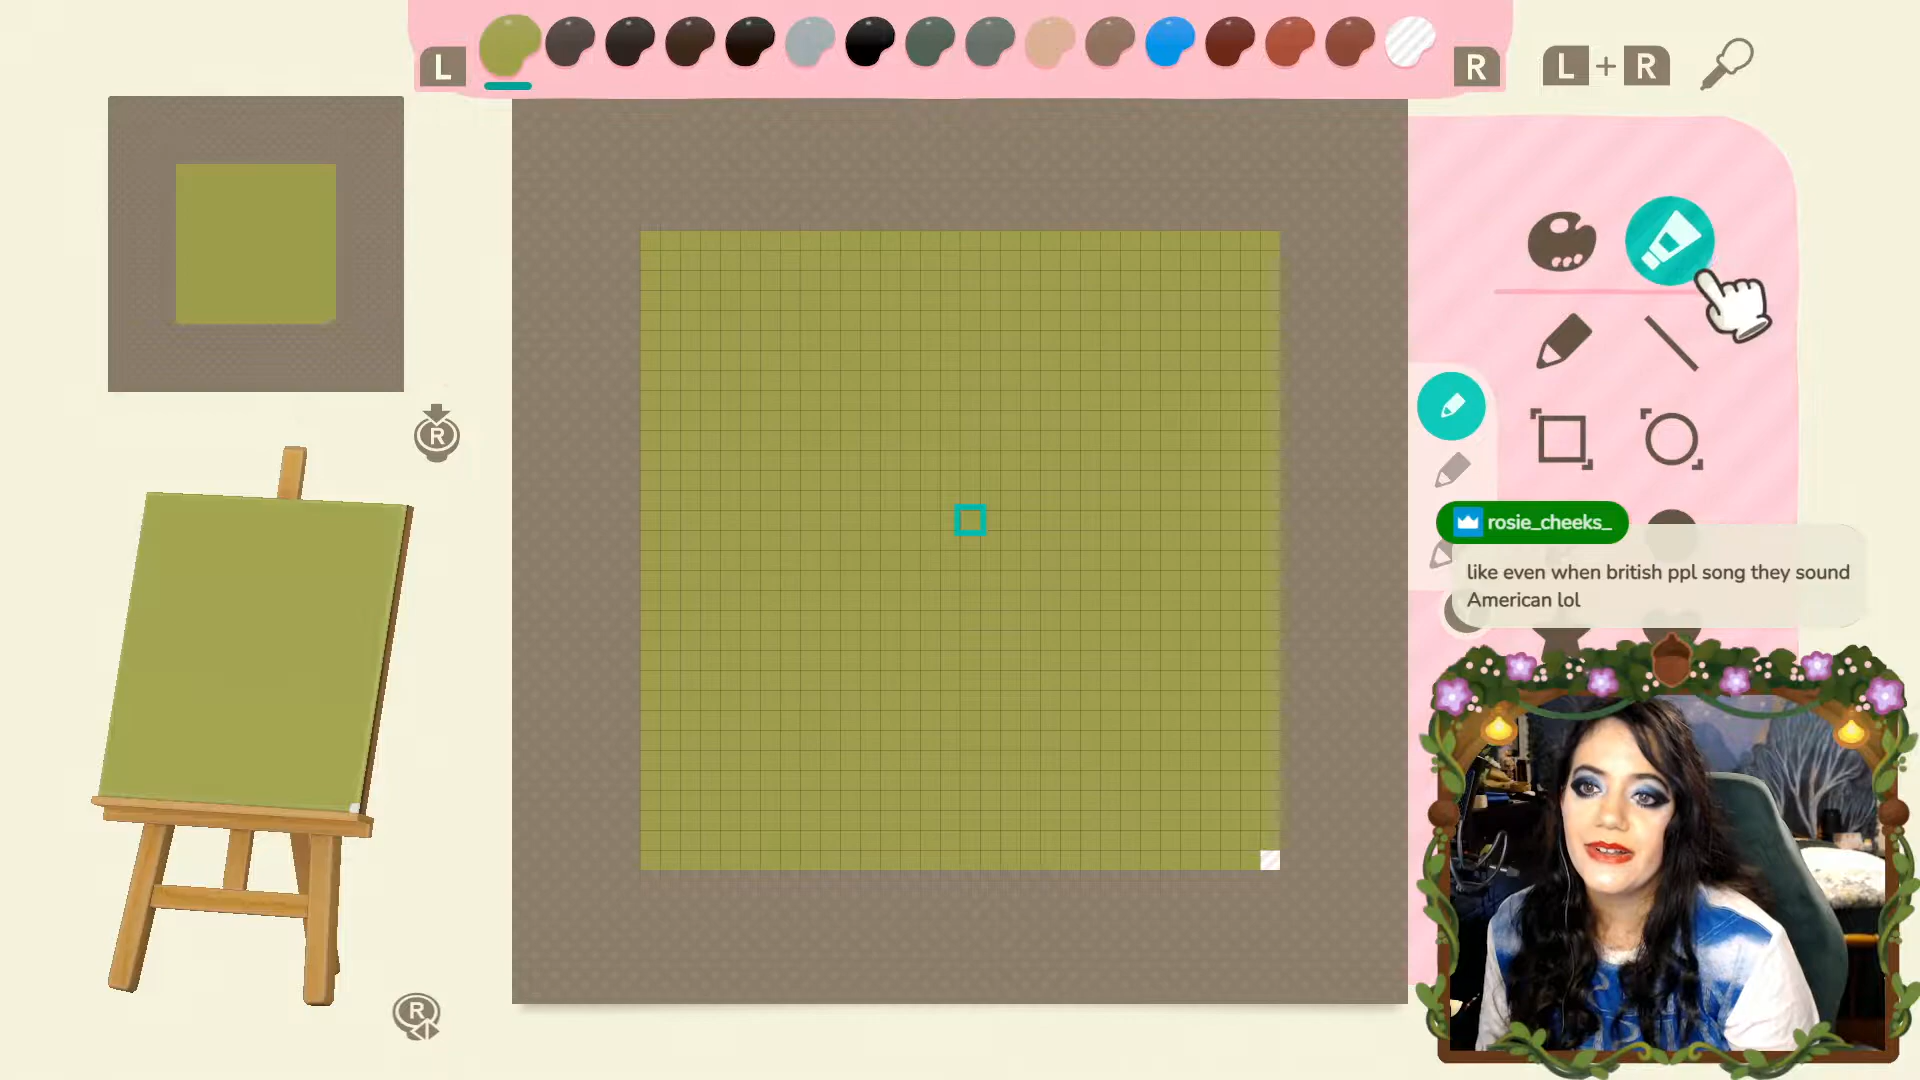 L
R
L + R
R
rosie_cheeks_
like even when british ppl song they sound
American lol
R